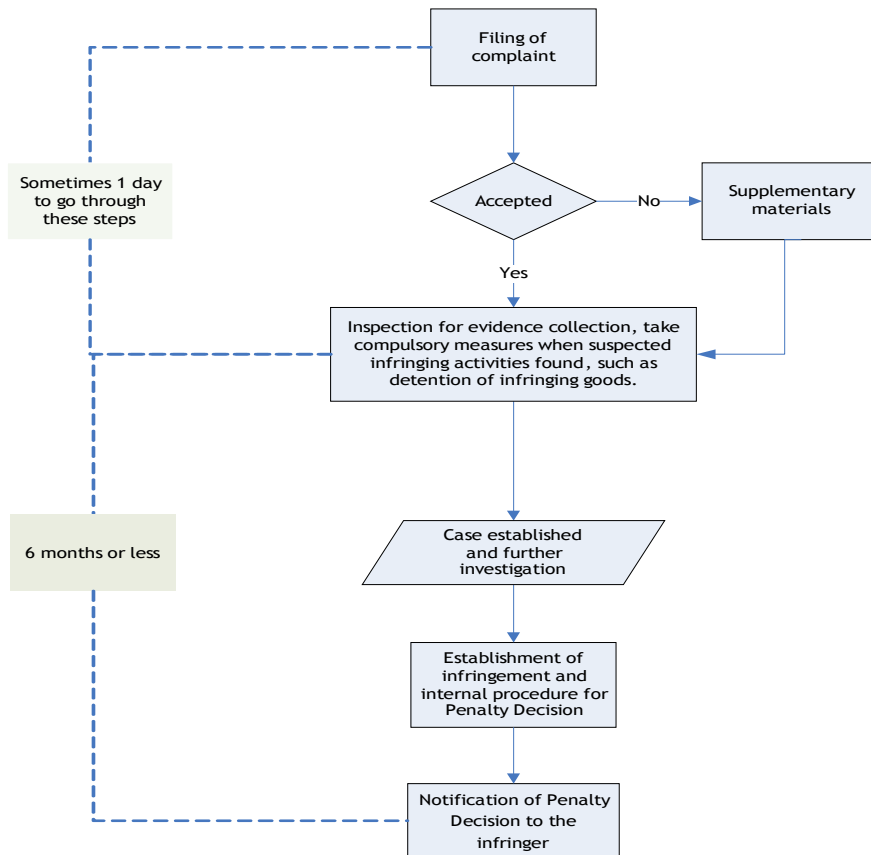 Filing of
complaint
Sometimes 1 day
to go through
these steps
Accepted
No
Supplementary
materials
Yes
Inspection for evidence collection, take
compulsory measures when suspected
infringing activities found, such as
detention of infringing goods.
6 months or less
Case established
and further
investigation
Establishment of
infringement and
internal procedure for
Penalty Decision
Notification of Penalty
Decision to the
infringer